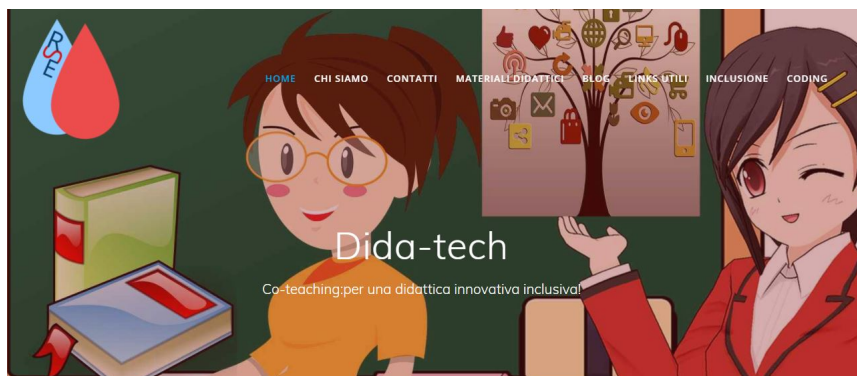 RSE
HOME CHI SIAMO CONTATTI MATERIALI DIDATTICI BLOG LINKS UTILI INCLUSIONE CODING
Dida-tech
Co-teaching:per una didattica innovativa inclusiva!